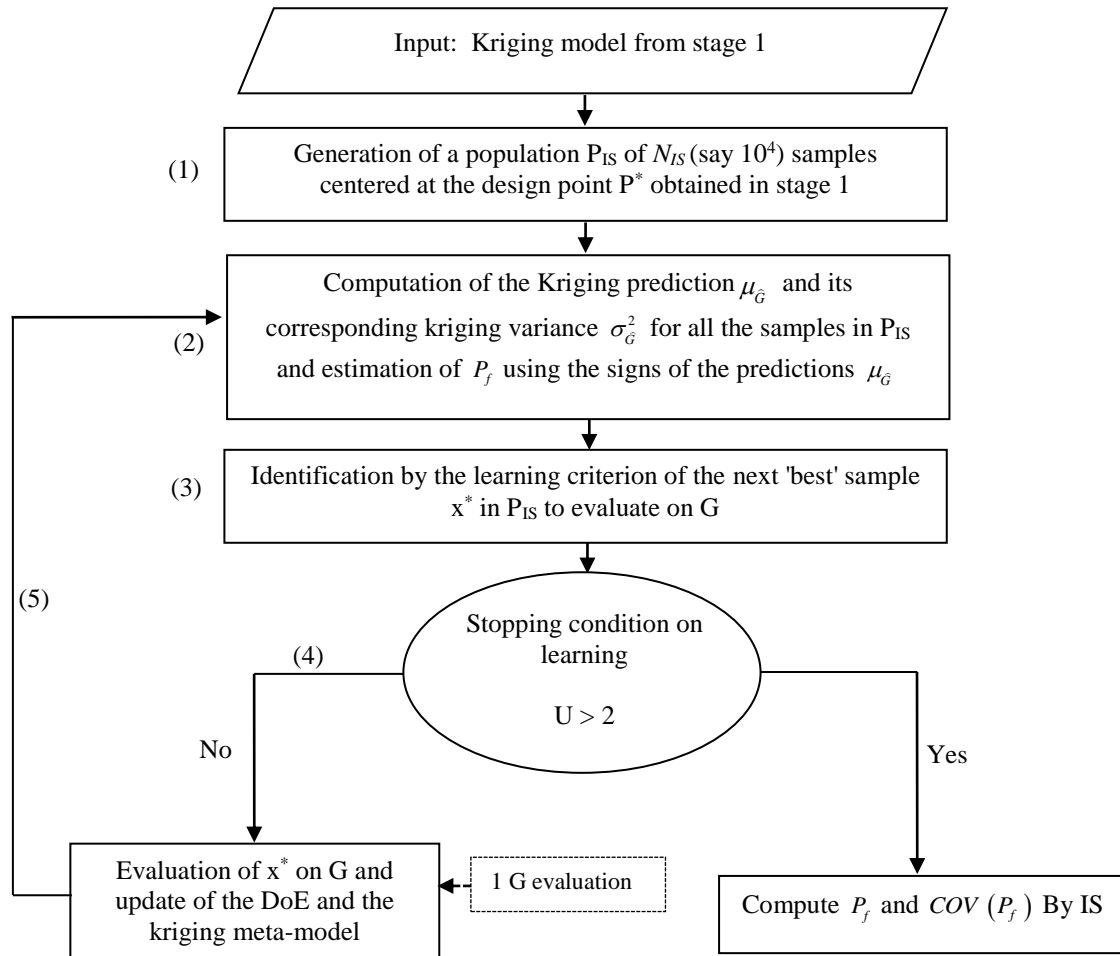 Input: Kriging model from stage 1
(1)
Generation of a population P_IS of N_IS (say 10^4) samples
centered at the design point P^* obtained in stage 1
(2)
Computation of the Kriging prediction μ_Ĝ and its
corresponding kriging variance σ_Ĝ^2 for all the samples in P_IS
and estimation of P_f using the signs of the predictions μ_Ĝ
(3)
Identification by the learning criterion of the next 'best' sample
x^* in P_IS to evaluate on G
(5)
Stopping condition on
learning
U > 2
(4)
No
Yes
Evaluation of x^* on G and
update of the DoE and the
kriging meta-model
1 G evaluation
Compute P_f and COV (P_f) By IS